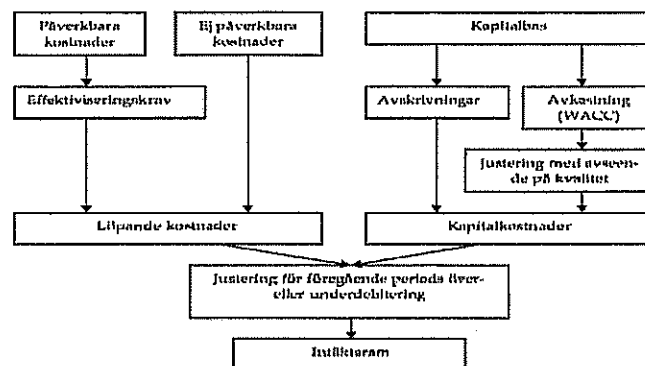 Påverkbara
kostnader
Ej påverkbara
kostnader
Kapitalbas
Effektiviseringskrav
Avskrivningar
Avkastning
(WACC)
Justering med avseen-
de på kvalitet
Löpande kostnader
Kapitalkostnader
Justering för föregående periods över-
eller underdebitering
Intäktsram